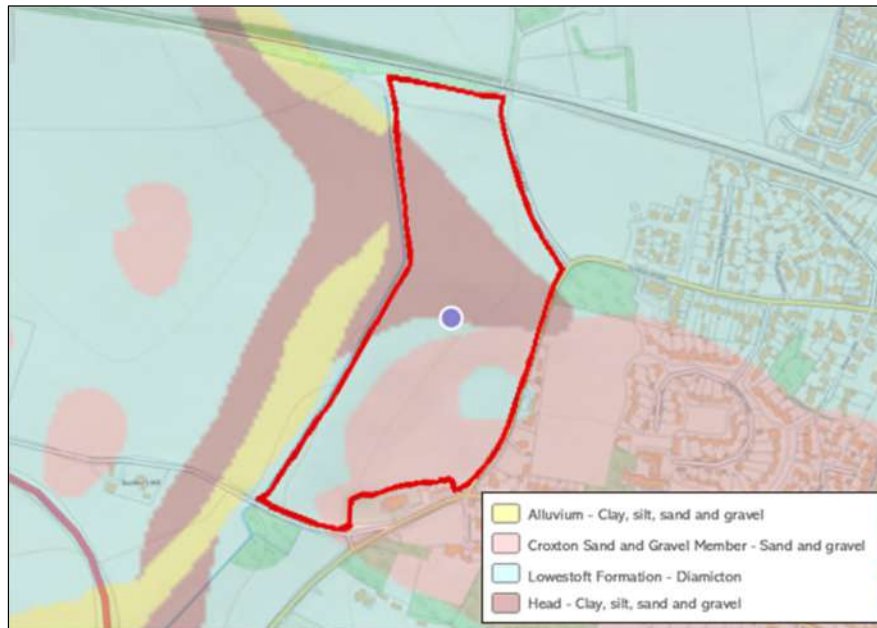 Alluvium - Clay, silt, sand and gravel
Croxton Sand and Gravel Member - Sand and gravel
Lowestoft Formation - Diamicton
Head - Clay, silt, sand and gravel